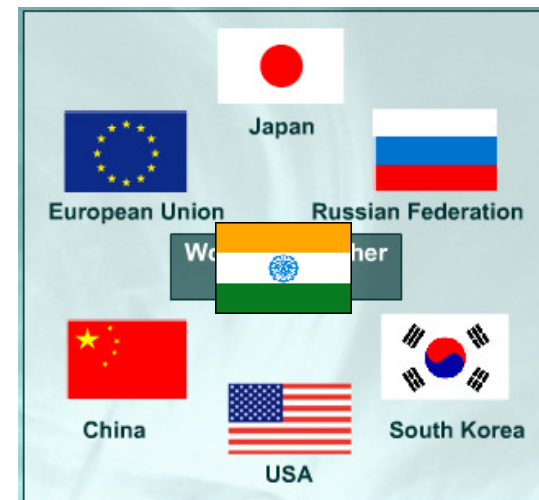 Japan
European Union
Russian Federation
China
South Korea
USA